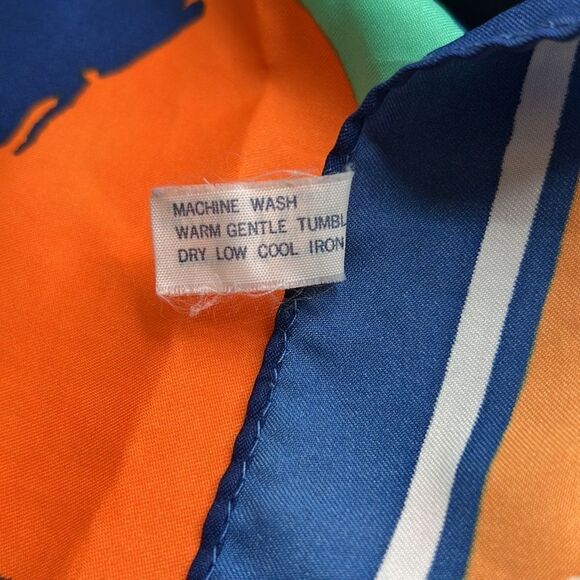 MACHINE WASH
WARM GENTLE TUMBL
DRY LOW COOL IRON